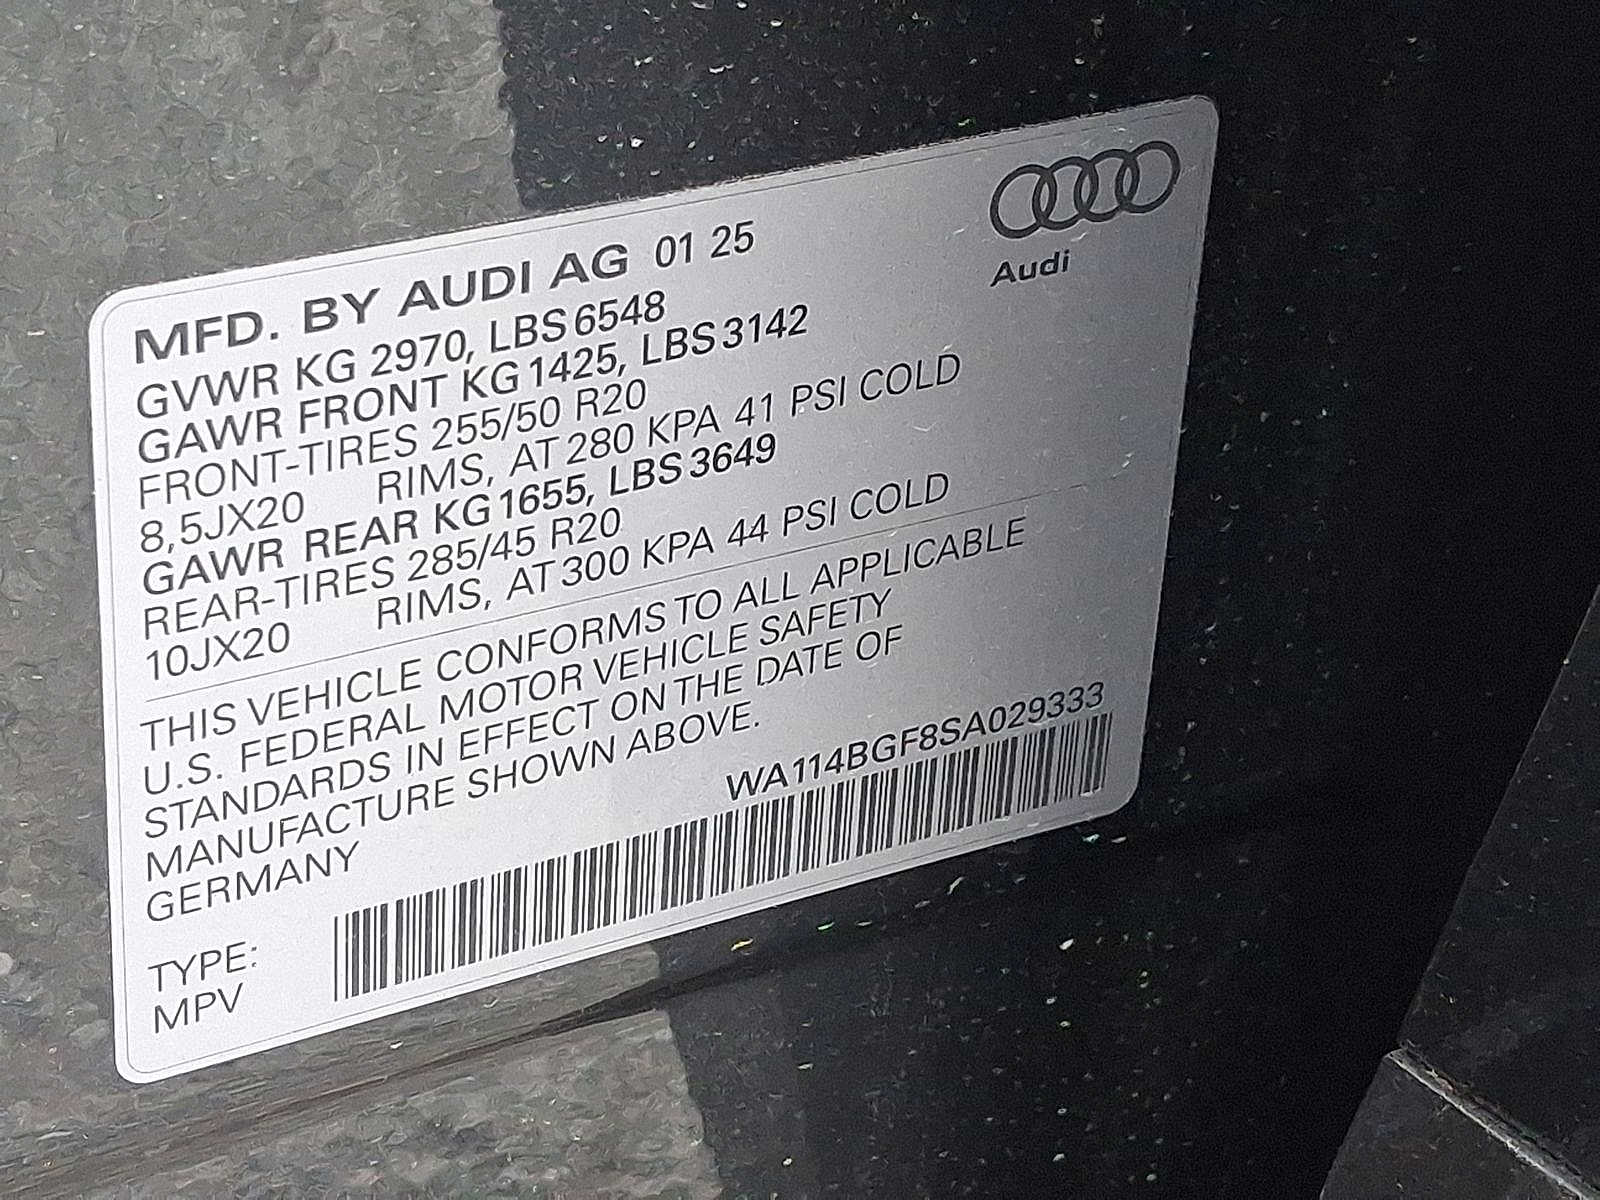 MFD. BY AUDI AG 01 25
GVWR KG 2970, LBS 6548
GAWR FRONT KG 1425, LBS 3142
FRONT-TIRES 255/50 R20
8,5JX20 RIMS, AT 280 KPA 41 PSI COLD
GAWR REAR KG 1655, LBS 3649
REAR-TIRES 285/45 R20
10JX20 RIMS, AT 300 KPA 44 PSI COLD
THIS VEHICLE CONFORMS TO ALL APPLICABLE
U.S. FEDERAL MOTOR VEHICLE SAFETY
STANDARDS IN EFFECT ON THE DATE OF
MANUFACTURE SHOWN ABOVE.
GERMANY
WA114BGF8SA029333
TYPE:
MPV
Audi